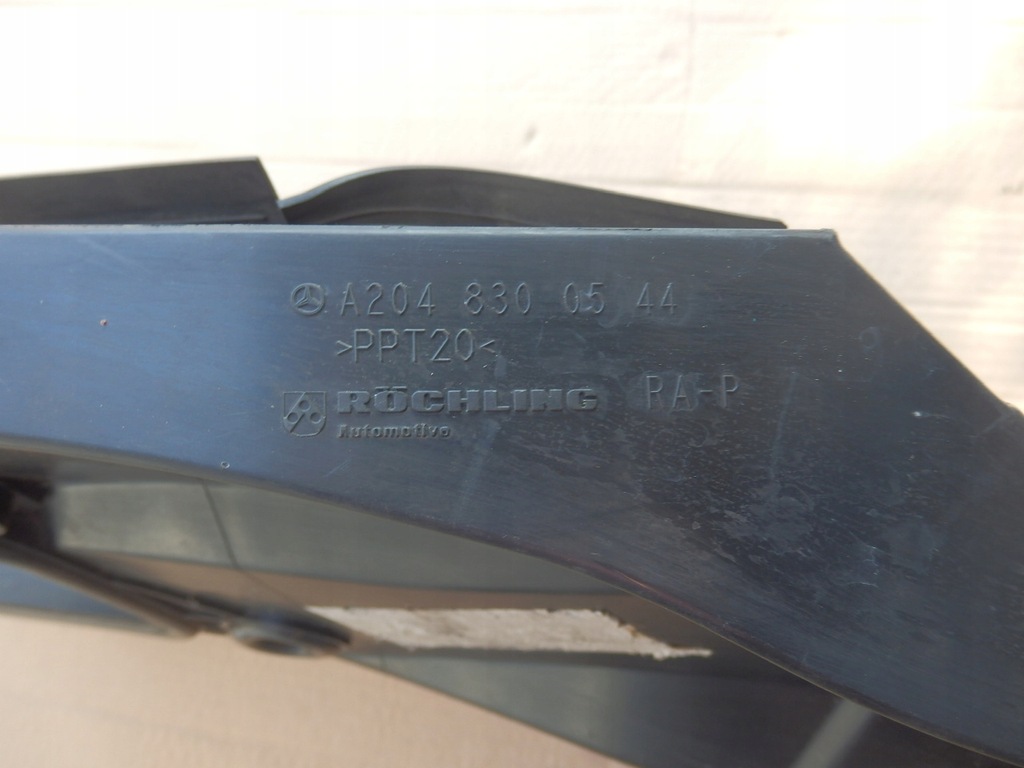 A204 830 05 44
>PPT20<
RÖCHLING RA-P
Automotive